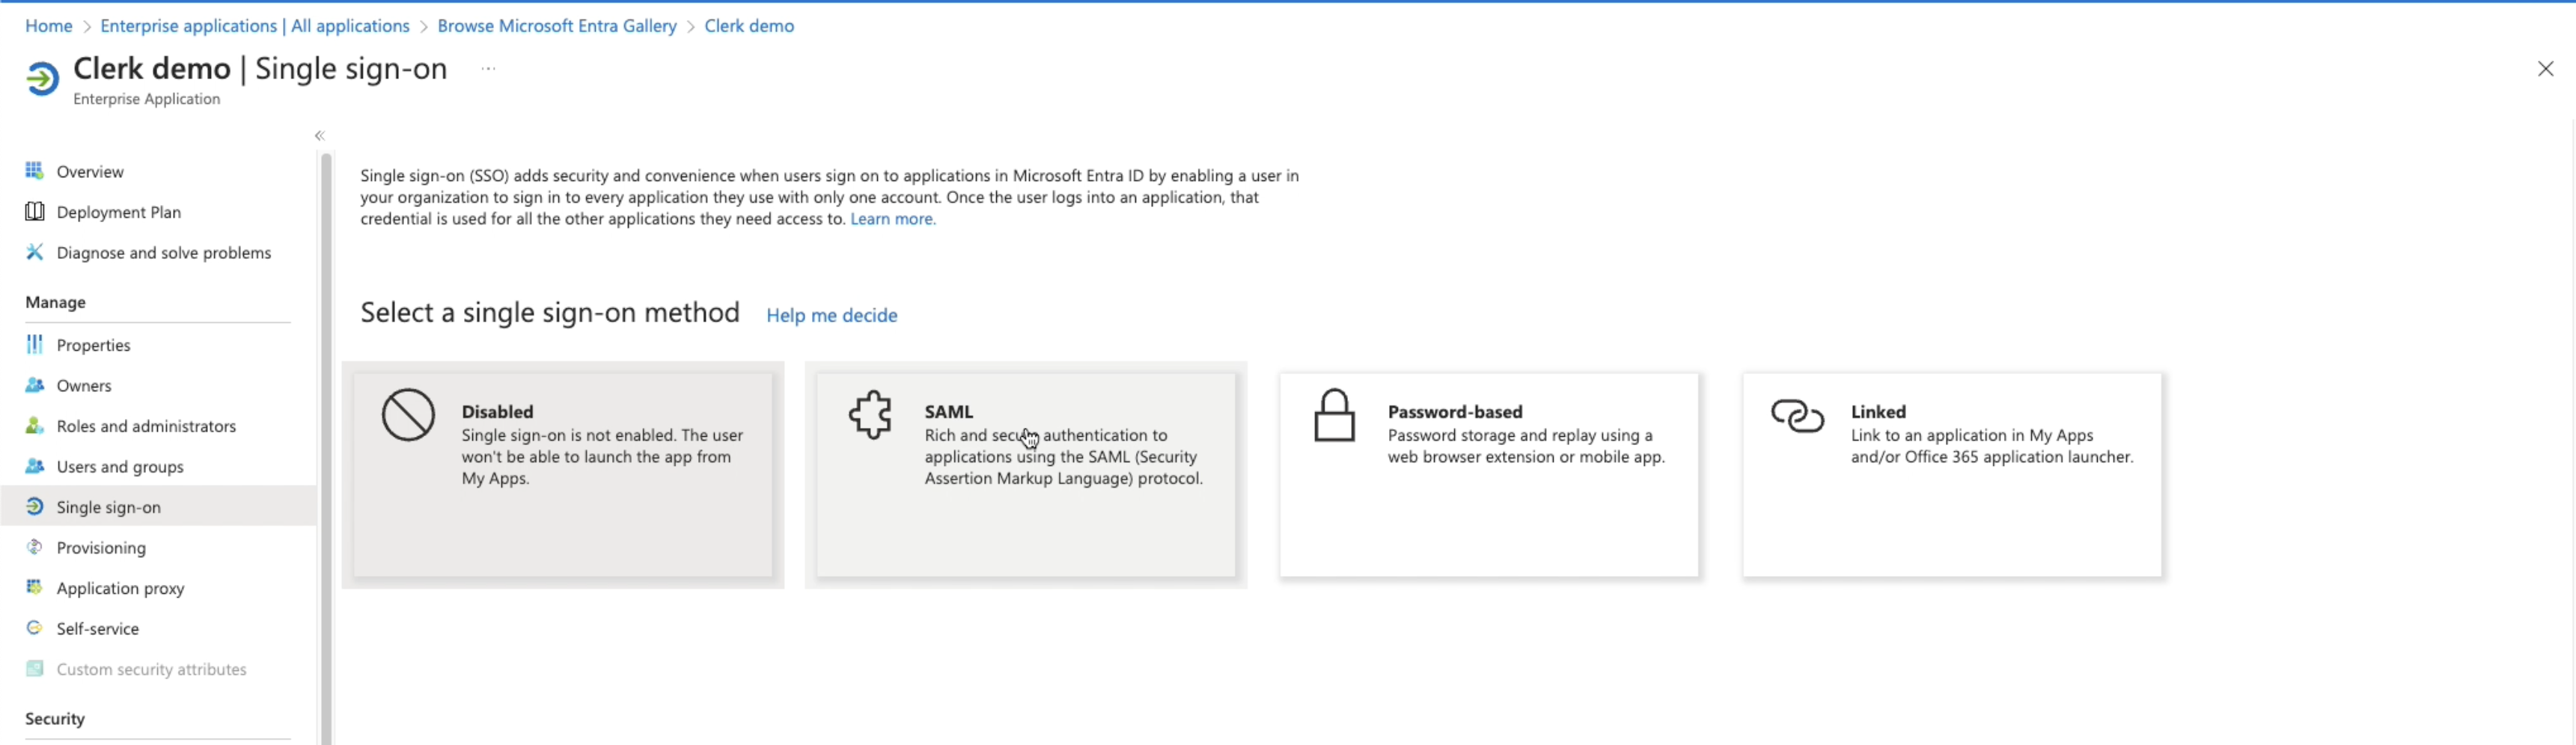 Home > Enterprise applications | All applications > Browse Microsoft Entra Gallery > Clerk demo
Clerk demo | Single sign-on ...
Enterprise Application
«
Overview
Deployment Plan
Diagnose and solve problems
Manage
Properties
Owners
Roles and administrators
Users and groups
Single sign-on
Provisioning
Application proxy
Self-service
Custom security attributes
Security
Single sign-on (SSO) adds security and convenience when users sign on to applications in Microsoft Entra ID by enabling a user in
your organization to sign in to every application they use with only one account. Once the user logs into an application, that
credential is used for all the other applications they need access to. Learn more.
Select a single sign-on method Help me decide
Disabled
Single sign-on is not enabled. The user
won't be able to launch the app from
My Apps.
SAML
Rich and secure authentication to
applications using the SAML (Security
Assertion Markup Language) protocol.
Password-based
Password storage and replay using a
web browser extension or mobile app.
Linked
Link to an application in My Apps
and/or Office 365 application launcher.